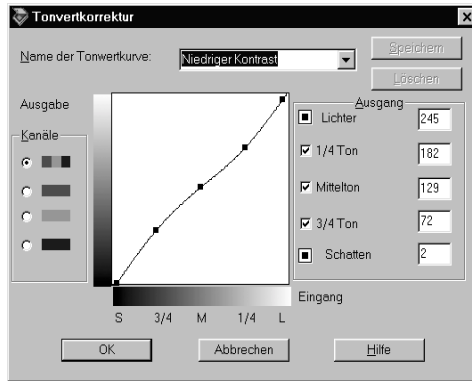 Tonvertkorrektur
Name der Tonwertkurve:
Niedriger Kontrast
Speichern
Löschen
Ausgabe
Kanäle
Ausgang
Lichter 245
1/4 Ton 182
Mittelton 129
3/4 Ton 72
Schatten 2
Eingang
S 3/4 M 1/4 L
OK Abbrechen Hilfe